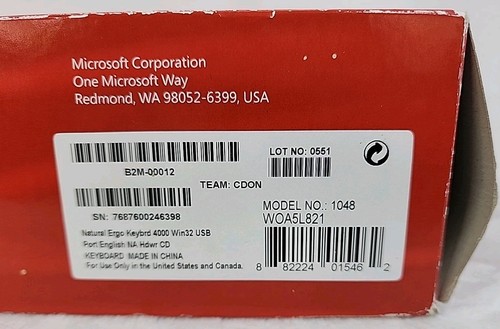 Microsoft Corporation
One Microsoft Way
Redmond, WA 98052-6399, USA
B2M-00012
LOT NO: 0551
TEAM: CDON
SN: 7687600246398
MODEL NO.: 1048
WOA5L821
Natural Ergo Keybrd 4000 Win32 USB
Port English NA Hdwr CD
KEYBOARD MADE IN CHINA
For Use Only in the United States and Canada.
8 82224 01546 2